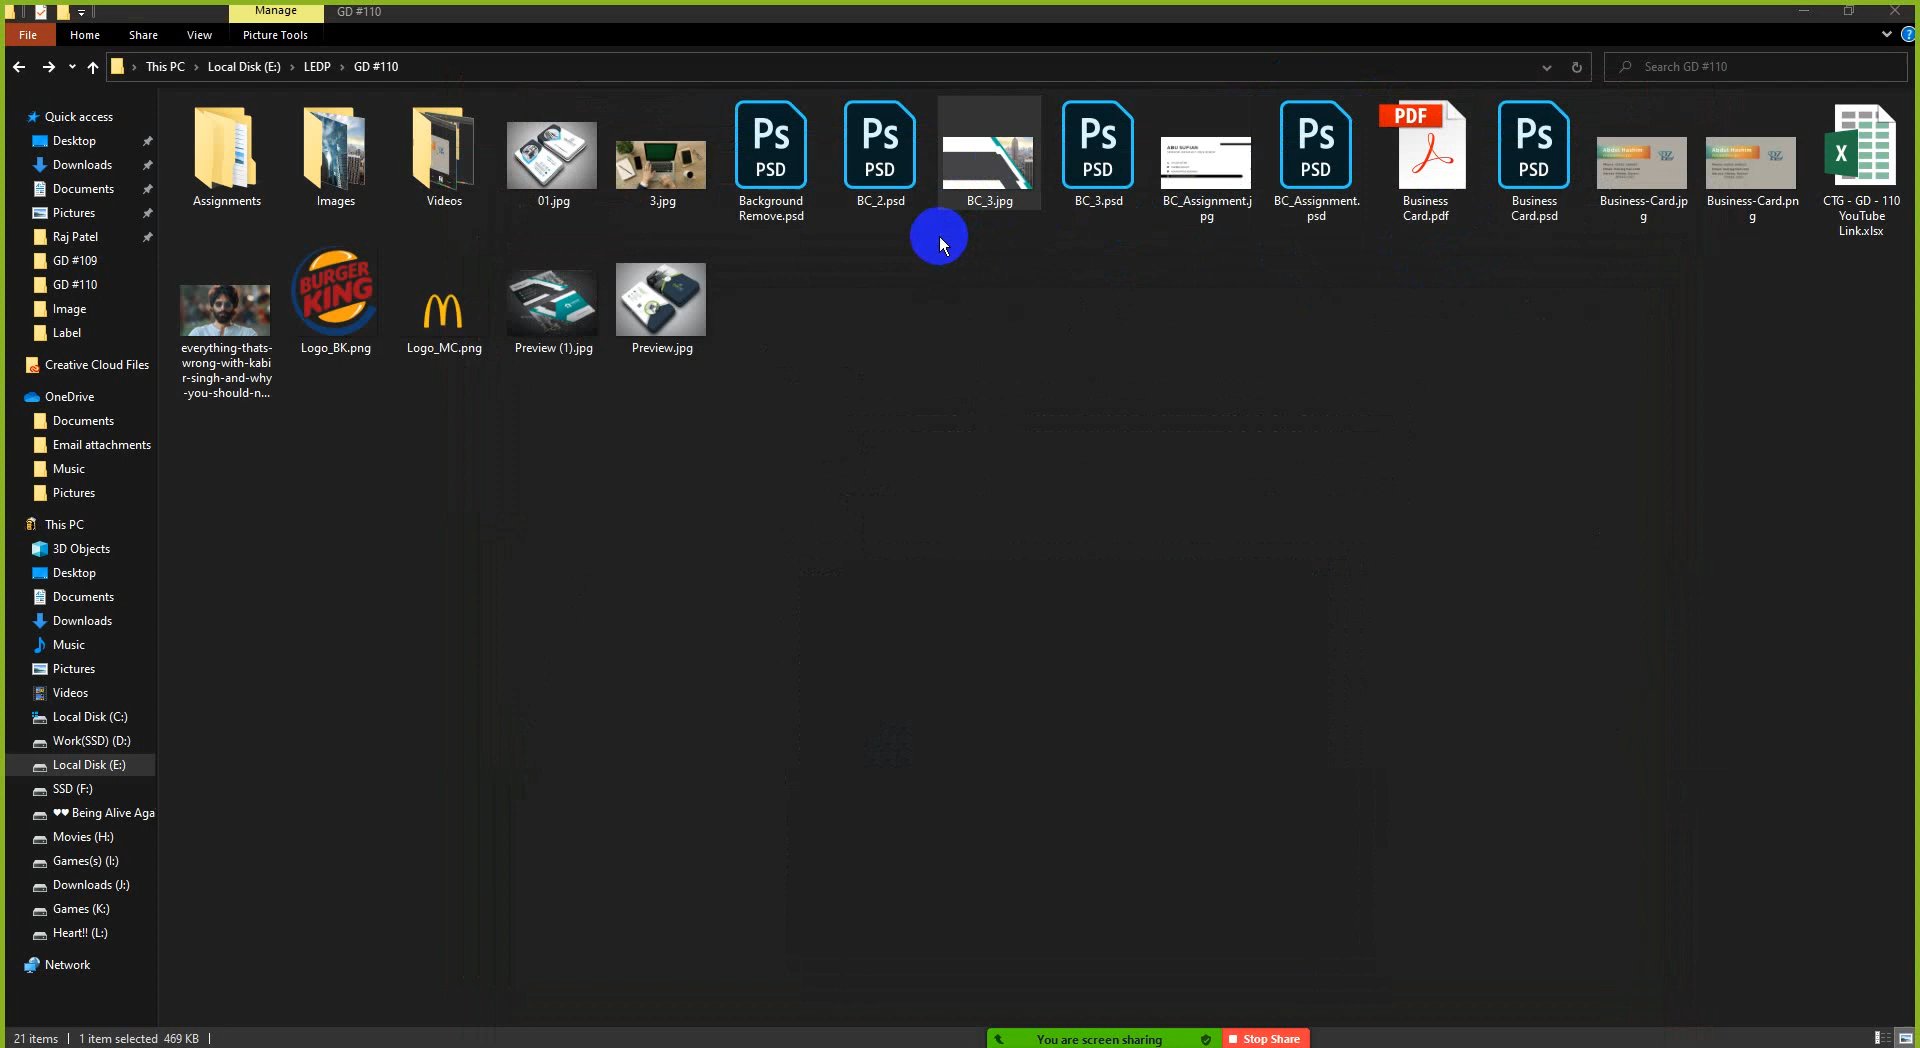 Manage
GD #110
File
Home
Share
View
Picture Tools
This PC
Local Disk (E:)
LEDP
GD #110
Search GD #110
Quick access
Desktop
Downloads
Documents
Pictures
Raj Patel
GD #109
GD #110
Image
Label
Creative Cloud Files
OneDrive
Documents
Email attachments
Music
Pictures
This PC
3D Objects
Desktop
Documents
Downloads
Music
Pictures
Videos
Local Disk (C:)
Work(SSD) (D:)
Local Disk (E:)
SSD (F:)
♥♥ Being Alive Aga
Movies (H:)
Games(s) (I:)
Downloads (J:)
Games (K:)
Heart!! (L:)
Network
Assignments
Images
Videos
01.jpg
3.jpg
Ps
PSD
Background
Remove.psd
Ps
PSD
BC_2.psd
BC_3.jpg
Ps
PSD
BC_3.psd
ABU SUFIAN
BC_Assignment.j
pg
Ps
PSD
BC_Assignment.
psd
PDF
Business
Card.pdf
Ps
PSD
Business
Card.psd
Abdul Hashim
Business-Card.jp
g
Abdul Hashim
Business-Card.pn
g
X
CTG - GD - 110
YouTube
Link.xlsx
everything-thats-
wrong-with-kabi
r-singh-and-why
-you-should-n...
BURGER
KING
Logo_BK.png
Logo_MC.png
Preview (1).jpg
Preview.jpg
21 items
1 item selected 469 KB
You are screen sharing
Stop Share